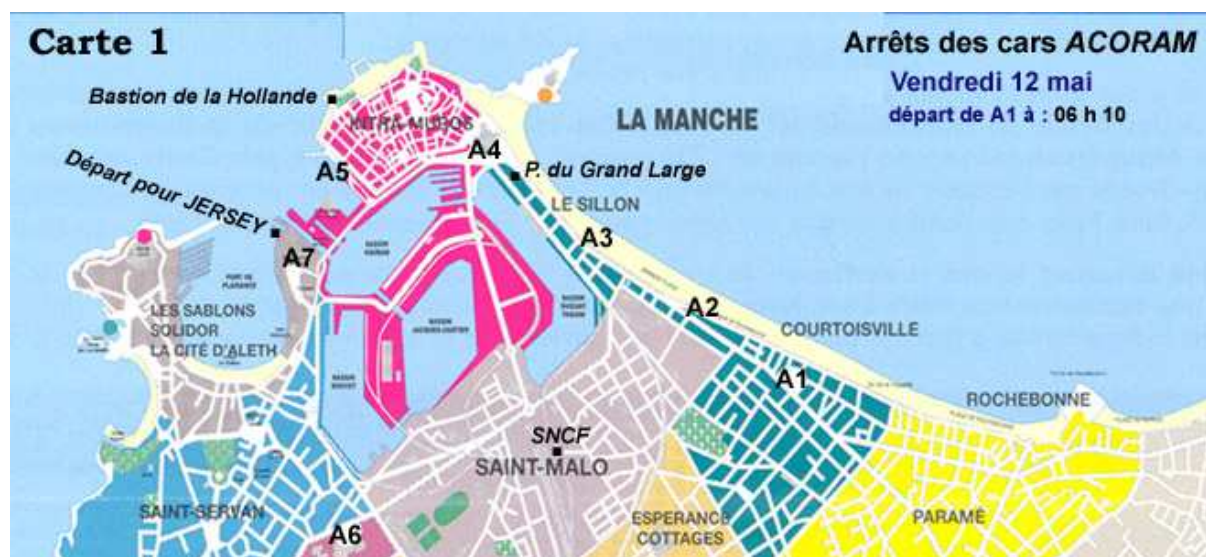 Carte 1
Arrêts des cars ACORAM
Vendredi 12 mai
départ de A1 à : 06 h 10
Bastion de la Hollande
INTRA-MUROS
LA MANCHE
A4
A5
P. du Grand Large
Départ pour JERSEY
LE SILLON
A3
A7
LES SABLONS
SOLIDOR
LA CITÉ D'ALETH
A2
COURTOISVILLE
A1
ROCHEBONNE
SNCF
SAINT-MALO
SAINT-SERVAN
A6
ESPERANCE
COTTAGES
PARAMÉ